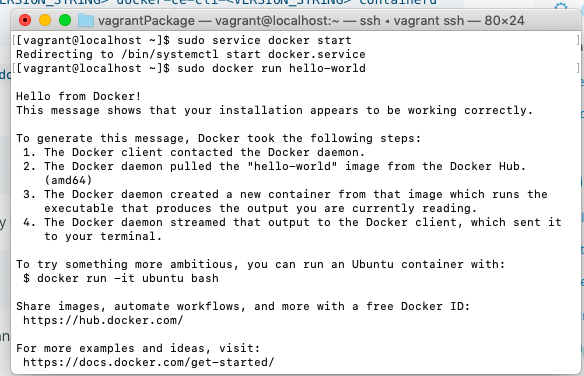 VERSION_STRING> docker-ce-cli-<VERSION_STRING> containerd
vagrantPackage — vagrant@localhost:~ — ssh ◂ vagrant ssh — 80×24
[[vagrant@localhost ~]$ sudo service docker start ]
Redirecting to /bin/systemctl start docker.service
[[vagrant@localhost ~]$ sudo docker run hello-world ]
Hello from Docker!
This message shows that your installation appears to be working correctly.
To generate this message, Docker took the following steps:
1. The Docker client contacted the Docker daemon.
2. The Docker daemon pulled the "hello-world" image from the Docker Hub.
(amd64)
3. The Docker daemon created a new container from that image which runs the
executable that produces the output you are currently reading.
4. The Docker daemon streamed that output to the Docker client, which sent it
to your terminal.
To try something more ambitious, you can run an Ubuntu container with:
$ docker run -it ubuntu bash
Share images, automate workflows, and more with a free Docker ID:
https://hub.docker.com/
For more examples and ideas, visit:
https://docs.docker.com/get-started/